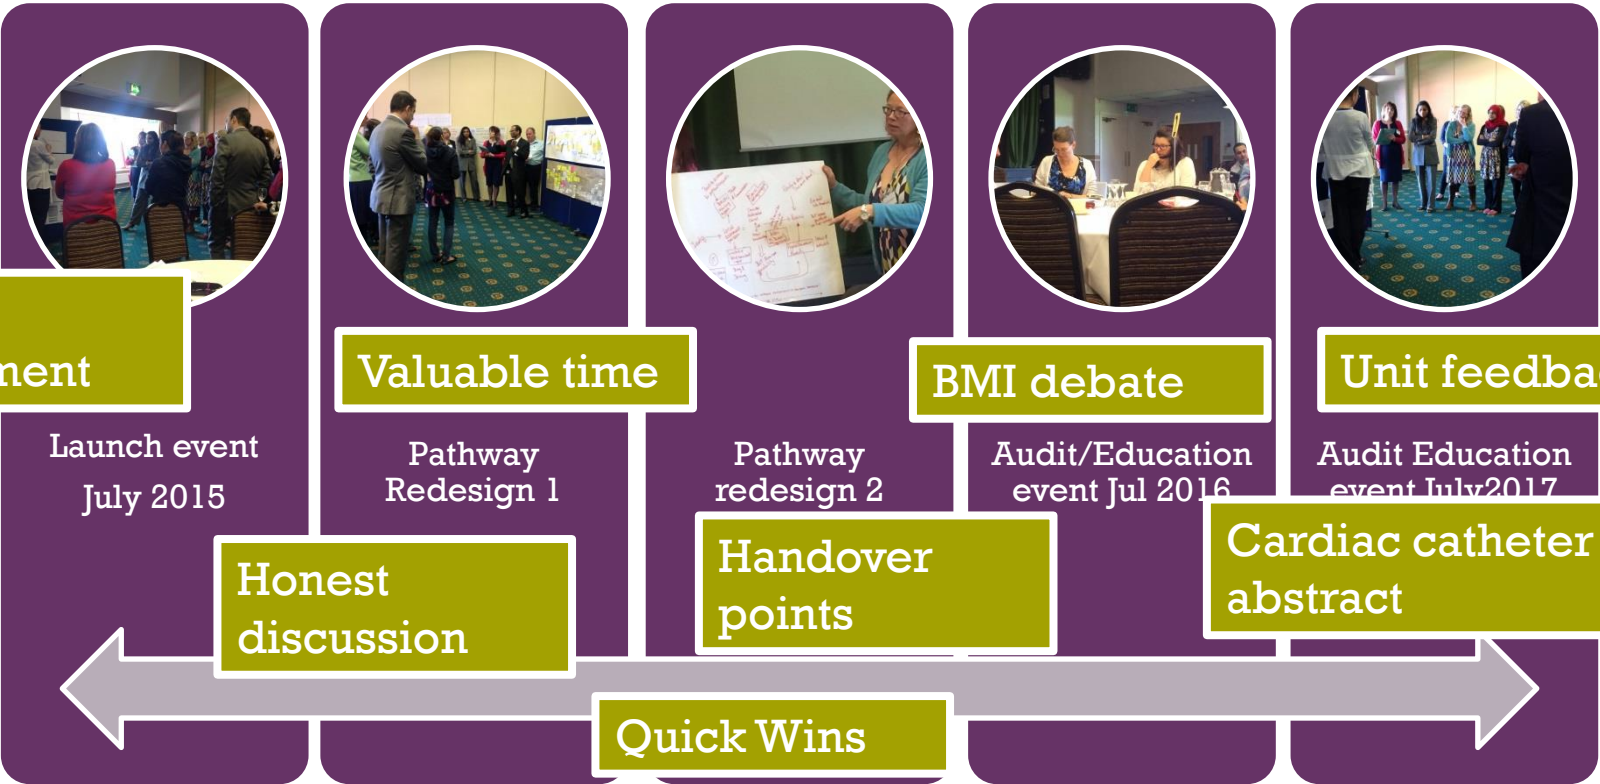 ment
Launch event
July 2015
Valuable time
Pathway
Redesign 1
Honest
discussion
Pathway
redesign 2
Handover
points
Quick Wins
BMI debate
Audit/Education
event Jul 2016
Unit feedba
Audit Education
event July2017
Cardiac catheter
abstract